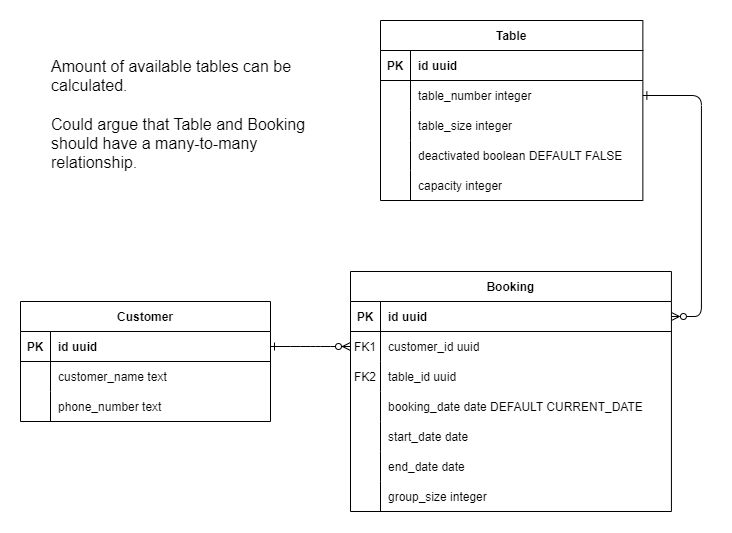 Amount of available tables can be
calculated.
Could argue that Table and Booking
should have a many-to-many
relationship.
Table
PK id uuid
table_number integer
table_size integer
deactivated boolean DEFAULT FALSE
capacity integer
Customer
PK id uuid
customer_name text
phone_number text
Booking
PK id uuid
FK1 customer_id uuid
FK2 table_id uuid
booking_date date DEFAULT CURRENT_DATE
start_date date
end_date date
group_size integer